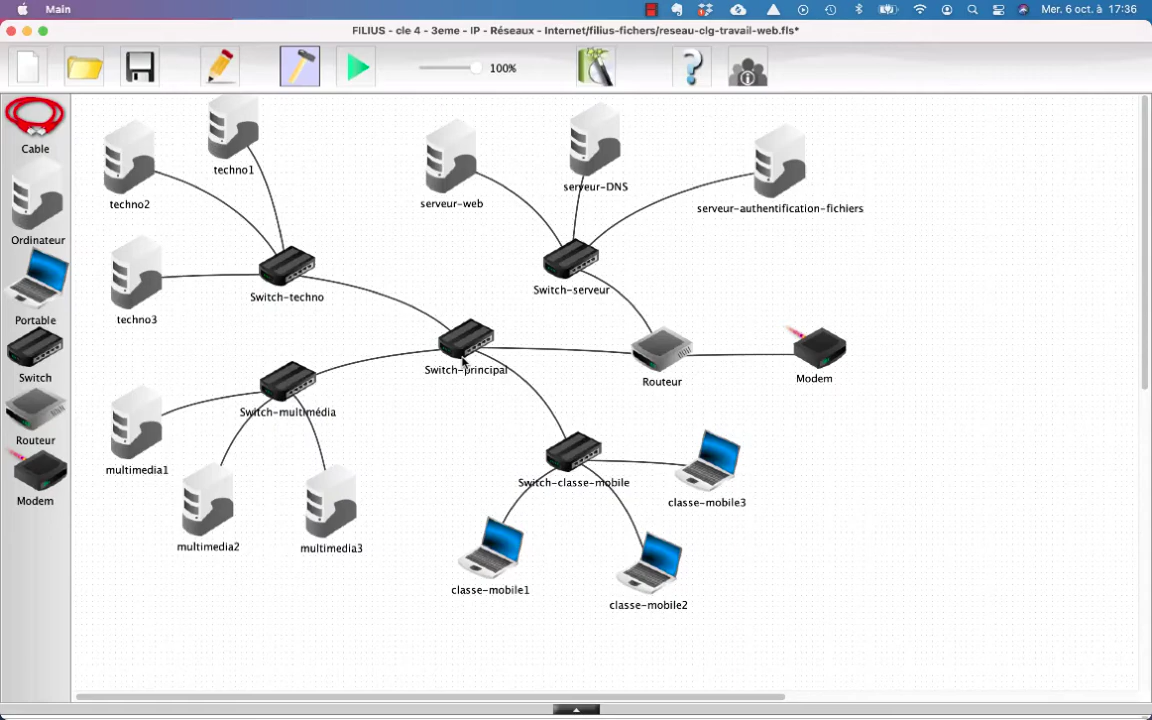 Main
Mer. 6 oct. à 17:36
FILIUS - cle 4 - 3eme - IP - Réseaux - Internet/filius-fichers/reseau-clg-travail-web.fls*
100%
Cable
Ordinateur
Portable
Switch
Routeur
Modem
techno1
techno2
techno3
Switch-techno
serveur-web
serveur-DNS
serveur-authentification-fichiers
Switch-serveur
Switch-principal
Routeur
Modem
Switch-multimédia
multimedia1
multimedia2
multimedia3
Switch-classe-mobile
classe-mobile3
classe-mobile1
classe-mobile2